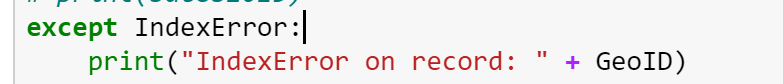 except IndexError:
print("IndexError on record: " + GeoID)